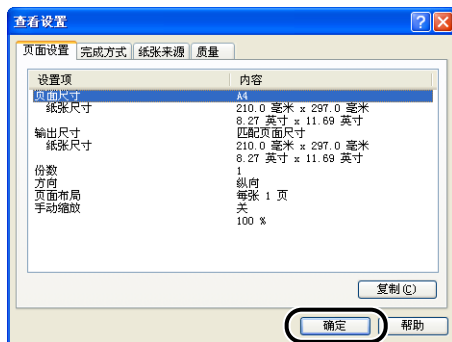 查看设置
页面设置 完成方式 纸张来源 质量
设置项 内容
页面尺寸 A4
纸张尺寸 210.0 毫米 x 297.0 毫米
8.27 英寸 x 11.69 英寸
输出尺寸 匹配页面尺寸
纸张尺寸 210.0 毫米 x 297.0 毫米
8.27 英寸 x 11.69 英寸
份数 1
方向 纵向
页面布局 每张 1 页
手动缩放 关
100 %
复制(C)
确定 帮助